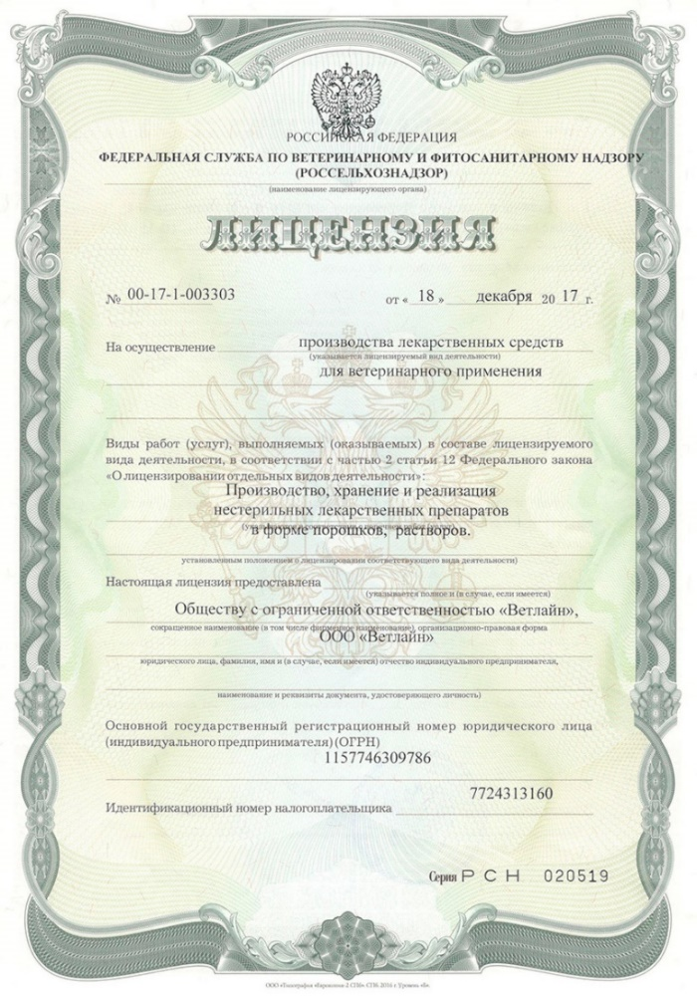 РОССИЙСКАЯ ФЕДЕРАЦИЯ
ФЕДЕРАЛЬНАЯ СЛУЖБА ПО ВЕТЕРИНАРНОМУ И ФИТОСАНИТАРНОМУ НАДЗОРУ
(РОССЕЛЬХОЗНАДЗОР)
(наименование лицензирующего органа)
ЛИЦЕНЗИЯ
№ 00-17-1-003303 от « 18 » декабря 20 17 г.
На осуществление производства лекарственных средств
(указывается лицензируемый вид деятельности)
для ветеринарного применения
Виды работ (услуг), выполняемых (оказываемых) в составе лицензируемого
вида деятельности, в соответствии с частью 2 статьи 12 Федерального закона
«О лицензировании отдельных видов деятельности»:
Производство, хранение и реализация
нестерильных лекарственных препаратов
в форме порошков, растворов.
установленным положением о лицензировании соответствующего вида деятельности)
Настоящая лицензия предоставлена
(указывается полное и (в случае, если имеется)
Обществу с ограниченной ответственностью «Ветлайн»,
сокращенное наименование (в том числе фирменное наименование), организационно-правовая форма
ООО «Ветлайн»
юридического лица, фамилия, имя и (в случае, если имеется) отчество индивидуального предпринимателя,
наименование и реквизиты документа, удостоверяющего личность)
Основной государственный регистрационный номер юридического лица
(индивидуального предпринимателя) (ОГРН)
1157746309786
7724313160
Идентификационный номер налогоплательщика
Серия РСН 020519